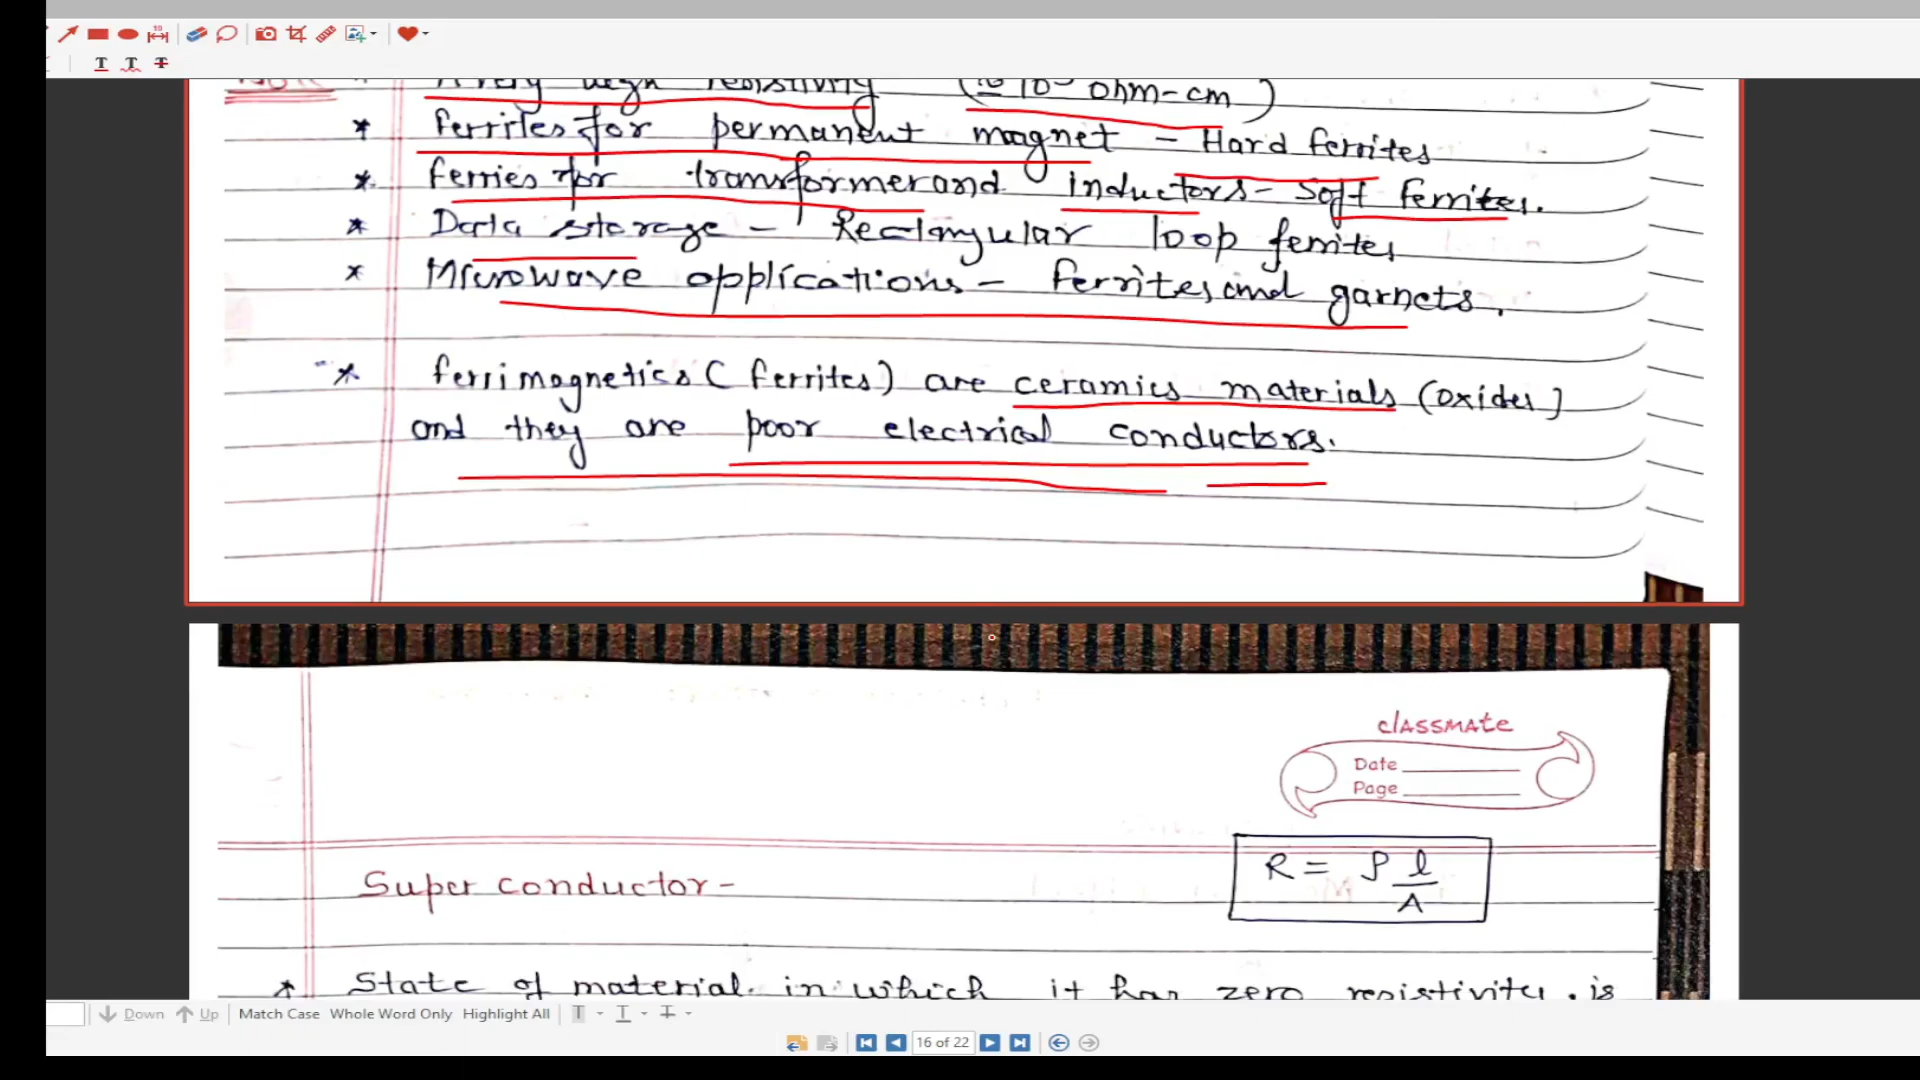 very high resistivity ohm-cm )
* ferrites for permanent magnet - Hard ferrites
* ferries for transformer and inductors - soft ferrites.
* Data storage - Rectangular loop ferrites
* Microwave applications - ferrites and garnets.
* ferrimagnetics ( ferrites) are ceramics materials (oxides)
and they are poor electrical conductors.
classmate
Date
Page
R = ρ l/A
Super conductor -
* State of material in which it has zero resistivity. is
Down Up Match Case Whole Word Only Highlight All T T T
16 of 22